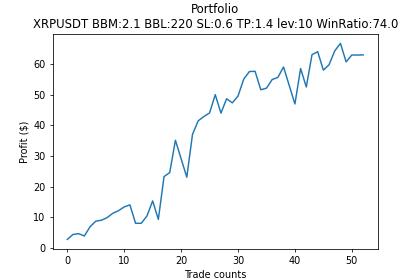 Portfolio
XRPUSDT BBM:2.1 BBL:220 SL:0.6 TP:1.4 lev:10 WinRatio:74.0
Profit ($)
60
50
40
30
20
10
0
0 10 20 30 40 50
Trade counts